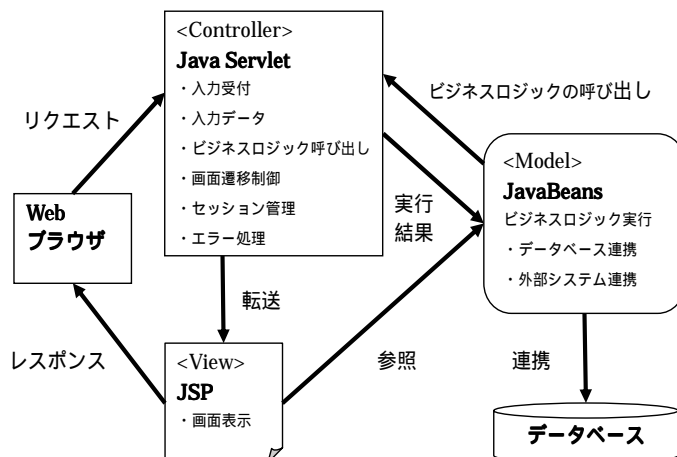 <Controller>
Java Servlet
・入力受付
・入力データ
・ビジネスロジック呼び出し
・画面遷移制御
・セッション管理
・エラー処理
ビジネスロジックの呼び出し
リクエスト
<Model>
JavaBeans
ビジネスロジック実行
・データベース連携
・外部システム連携
Web
ブラウザ
実行
結果
転送
レスポンス
<View>
JSP
・画面表示
参照
連携
データベース